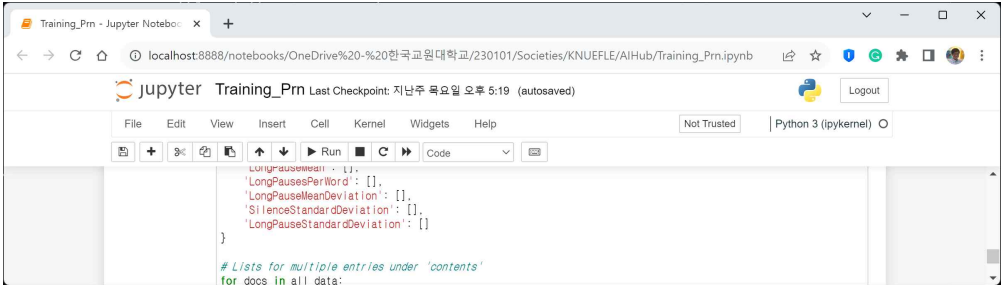 Training_Prn - Jupyter Noteboo
localhost:8888/notebooks/OneDrive%20-%20한국교원대학교/230101/Societies/KNUEFLE/AIHub/Training_Prn.ipynb
jupyter Training_Prn Last Checkpoint: 지난주 목요일 오후 5:19 (autosaved)
Logout
File Edit View Insert Cell Kernel Widgets Help
Not Trusted Python 3 (ipykernel)
Run Code
'LongPauseMean': [],
'LongPausesPerWord': [],
'LongPauseMeanDeviation': [],
'SilenceStandardDeviation': [],
'LongPauseStandardDeviation': []
}
# Lists for multiple entries under 'contents'
for docs in all_data: